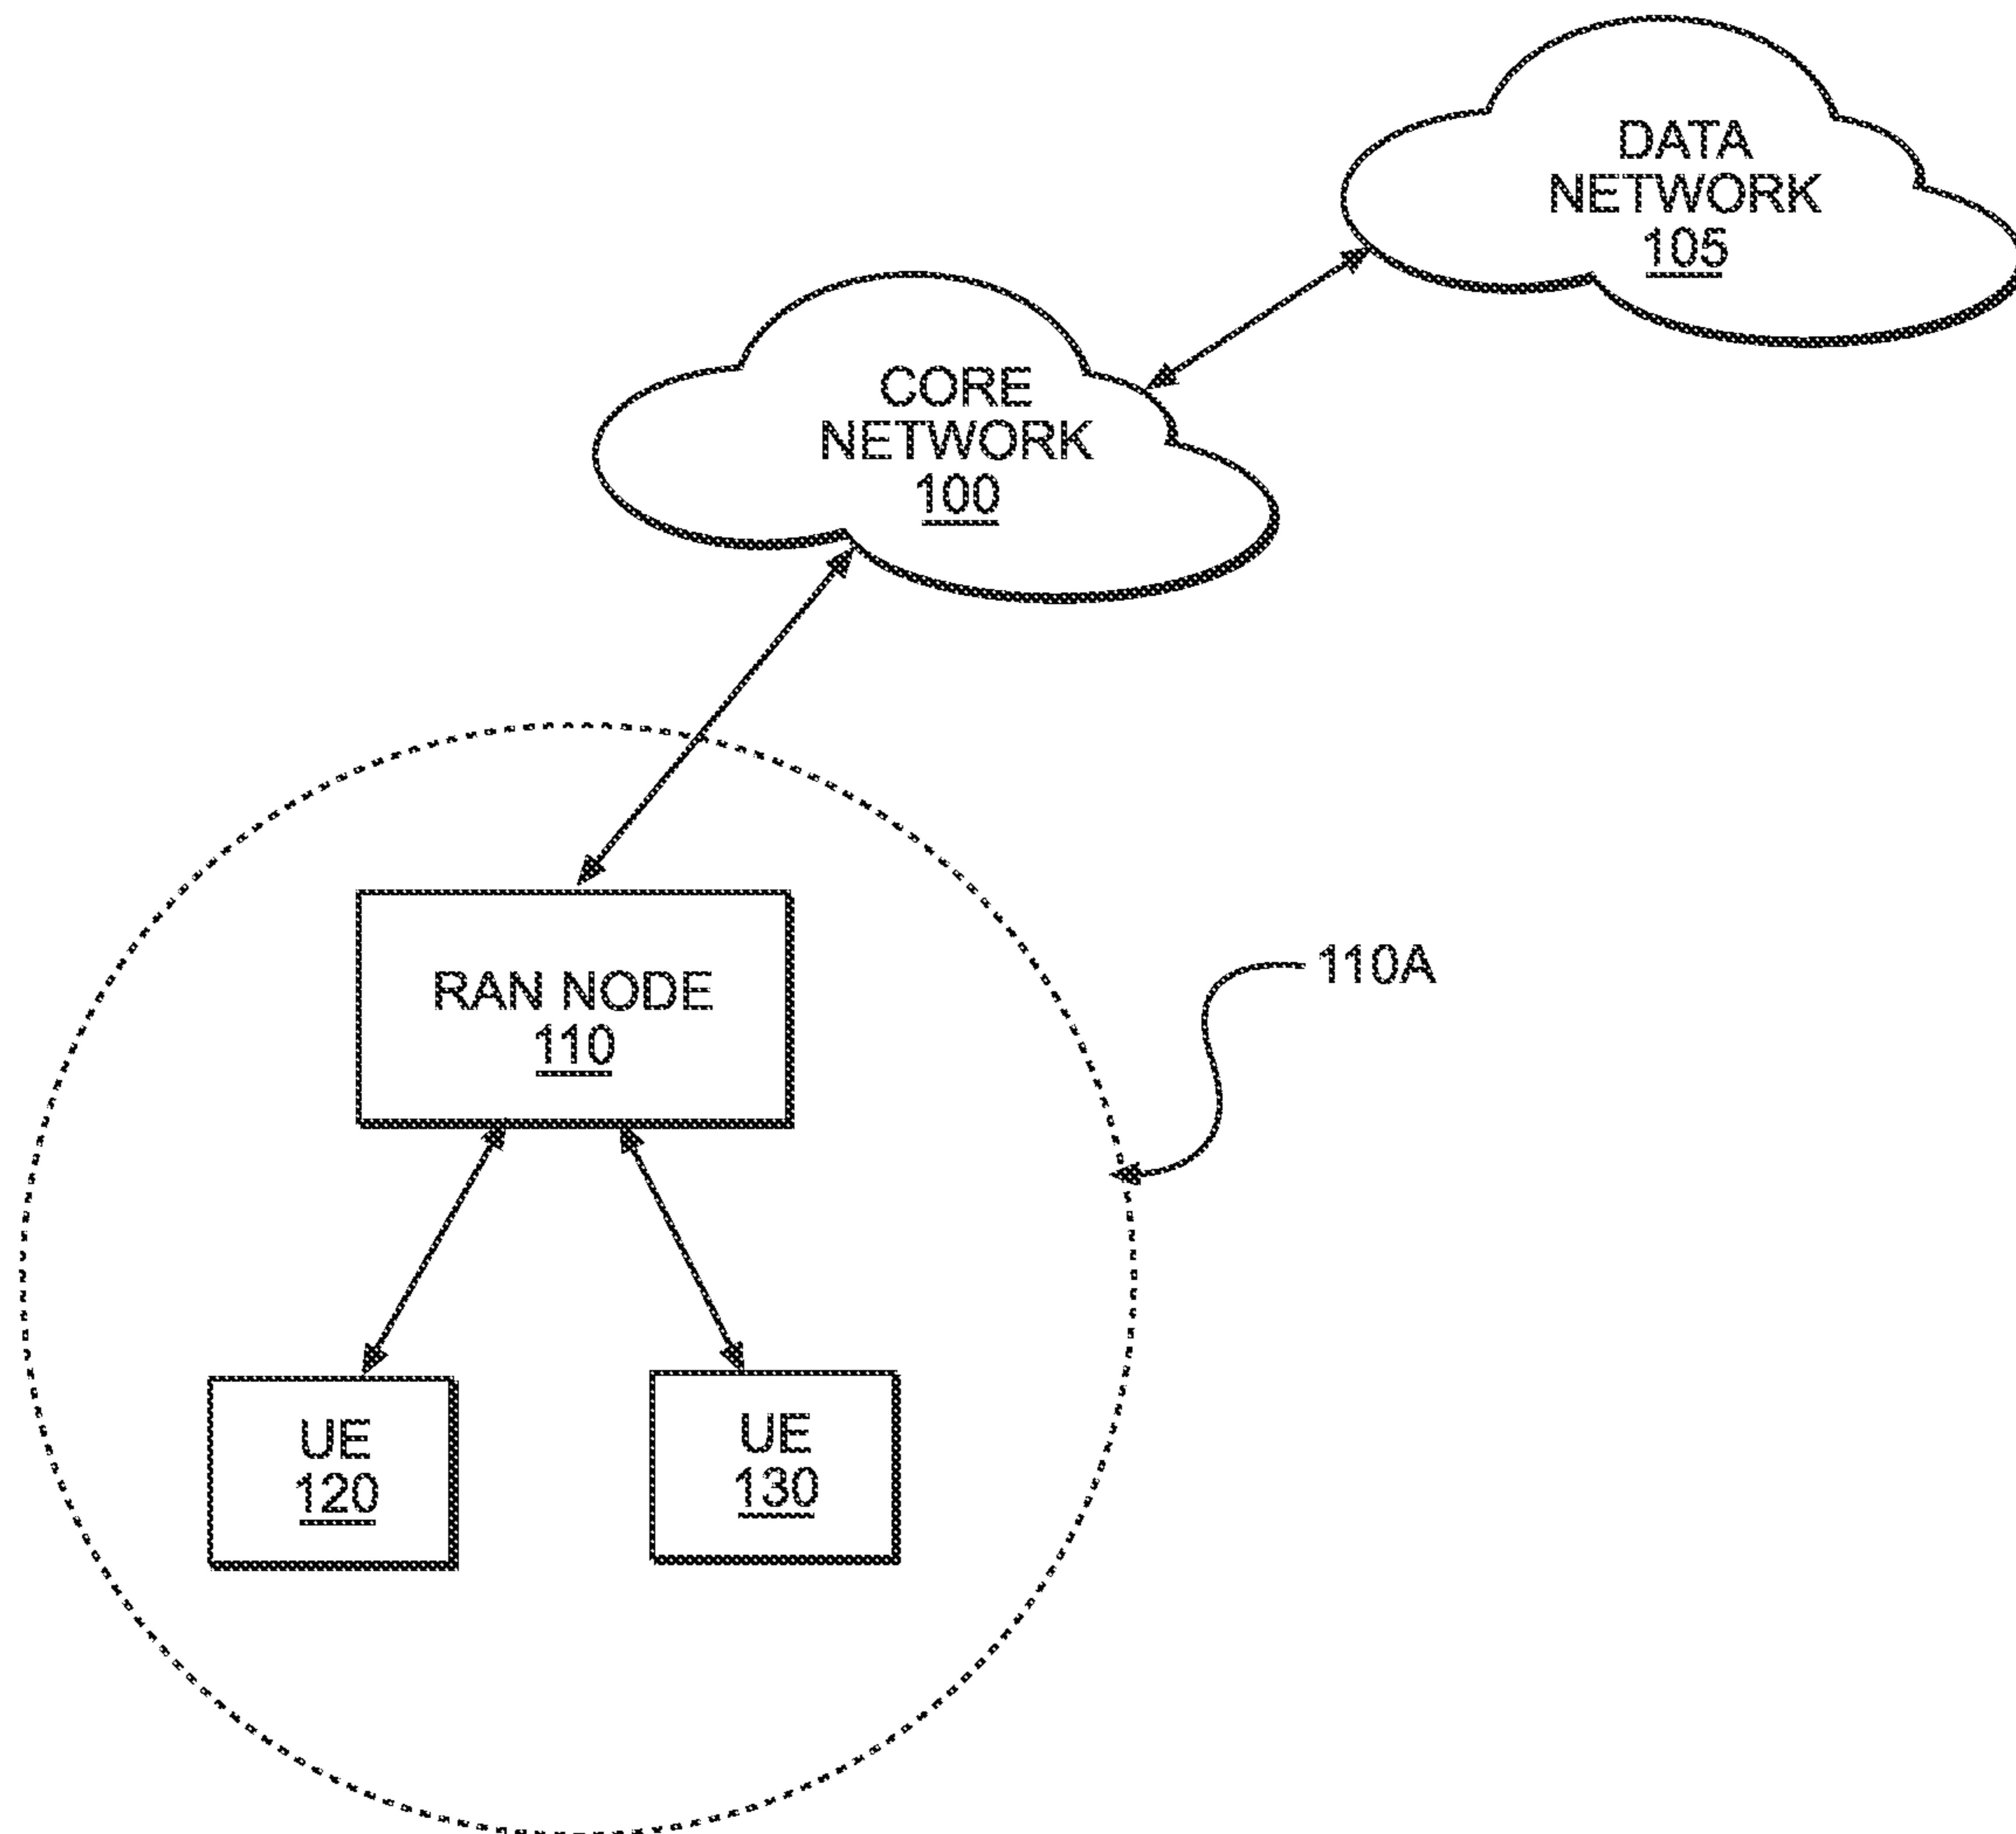 DATA
NETWORK
105
CORE
NETWORK
100
RAN NODE
110
110A
UE
120
UE
130